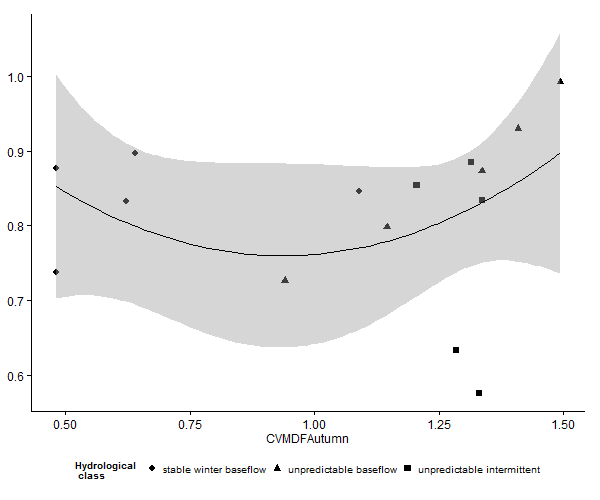 1.0
0.9
0.8
0.7
0.6
0.50 0.75 1.00 1.25 1.50
CVMDFAutumn
Hydrological
class
stable winter baseflow unpredictable baseflow unpredictable intermittent